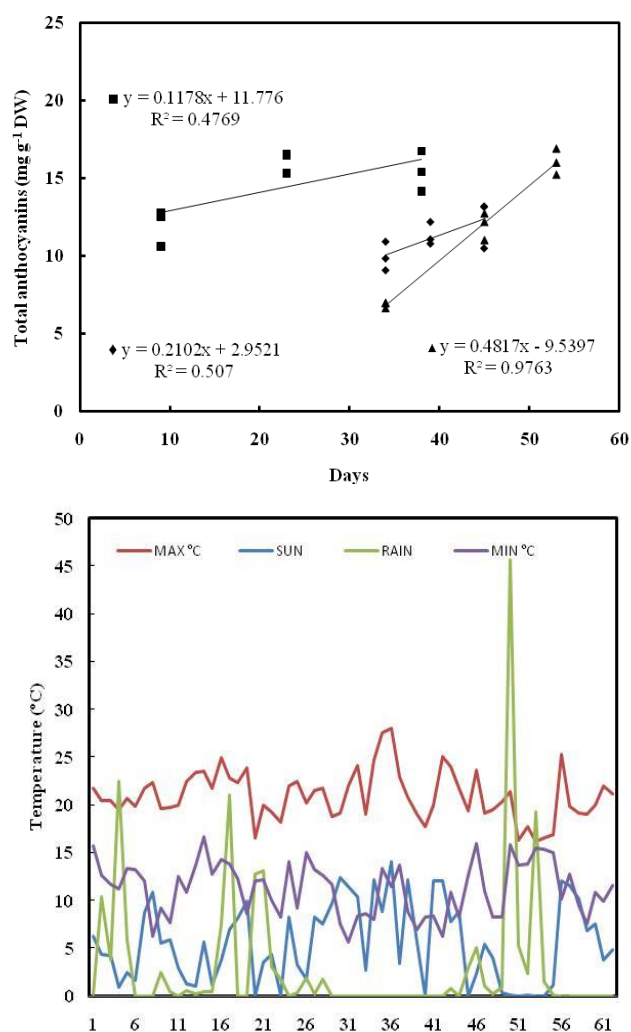 25
20
15
10
5
0
Total anthocyanins (mg g⁻¹ DW)
y = 0.1178x + 11.776
R² = 0.4769
y = 0.2102x + 2.9521
R² = 0.507
y = 0.4817x - 9.5397
R² = 0.9763
0 10 20 30 40 50 60
Days
50
45
40
35
30
25
20
15
10
5
0
Temperature (°C)
MAX °C SUN RAIN MIN °C
1 6 11 16 21 26 31 36 41 46 51 56 61